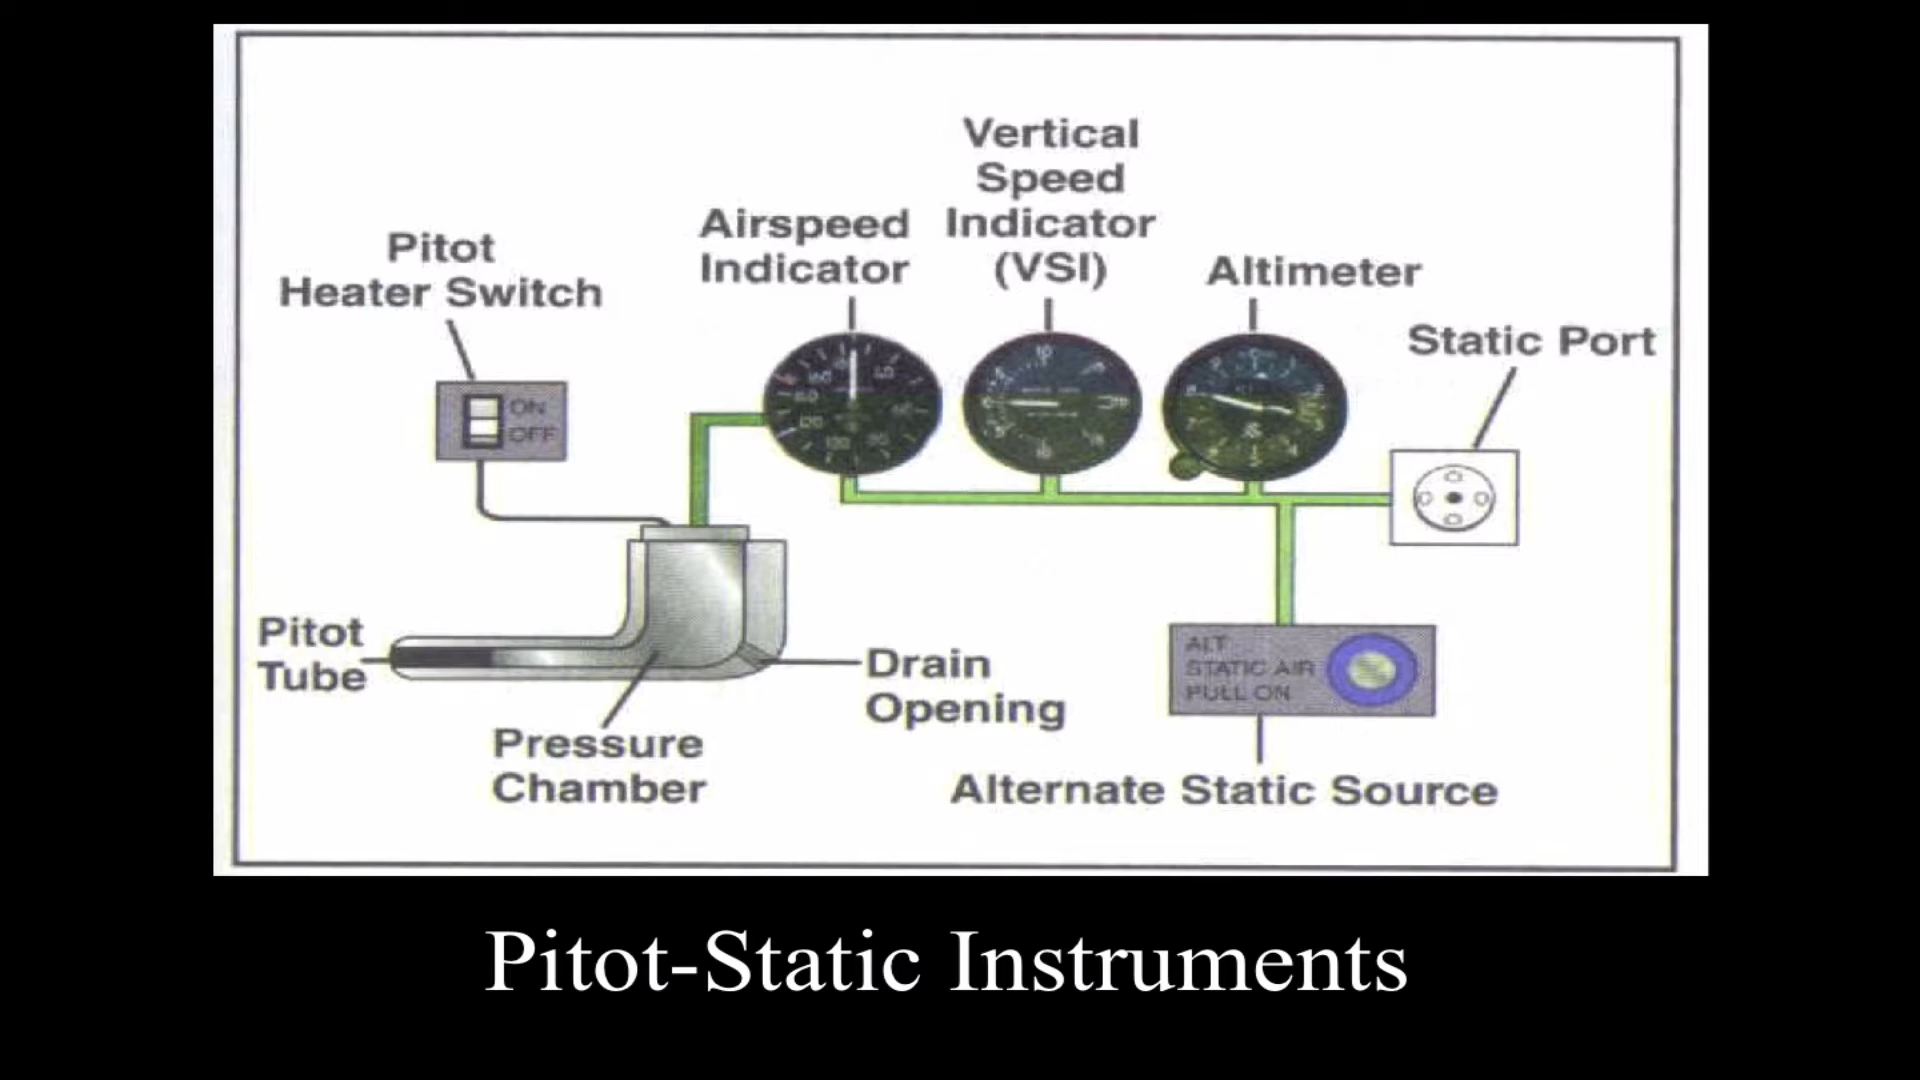 Vertical
Speed
Indicator
(VSI)
Airspeed
Indicator
Pitot
Heater Switch
Altimeter
Static Port
ON
OFF
Pitot
Tube
Drain
Opening
Pressure
Chamber
ALT
STATIC AIR
PULL ON
Alternate Static Source
Pitot-Static Instruments